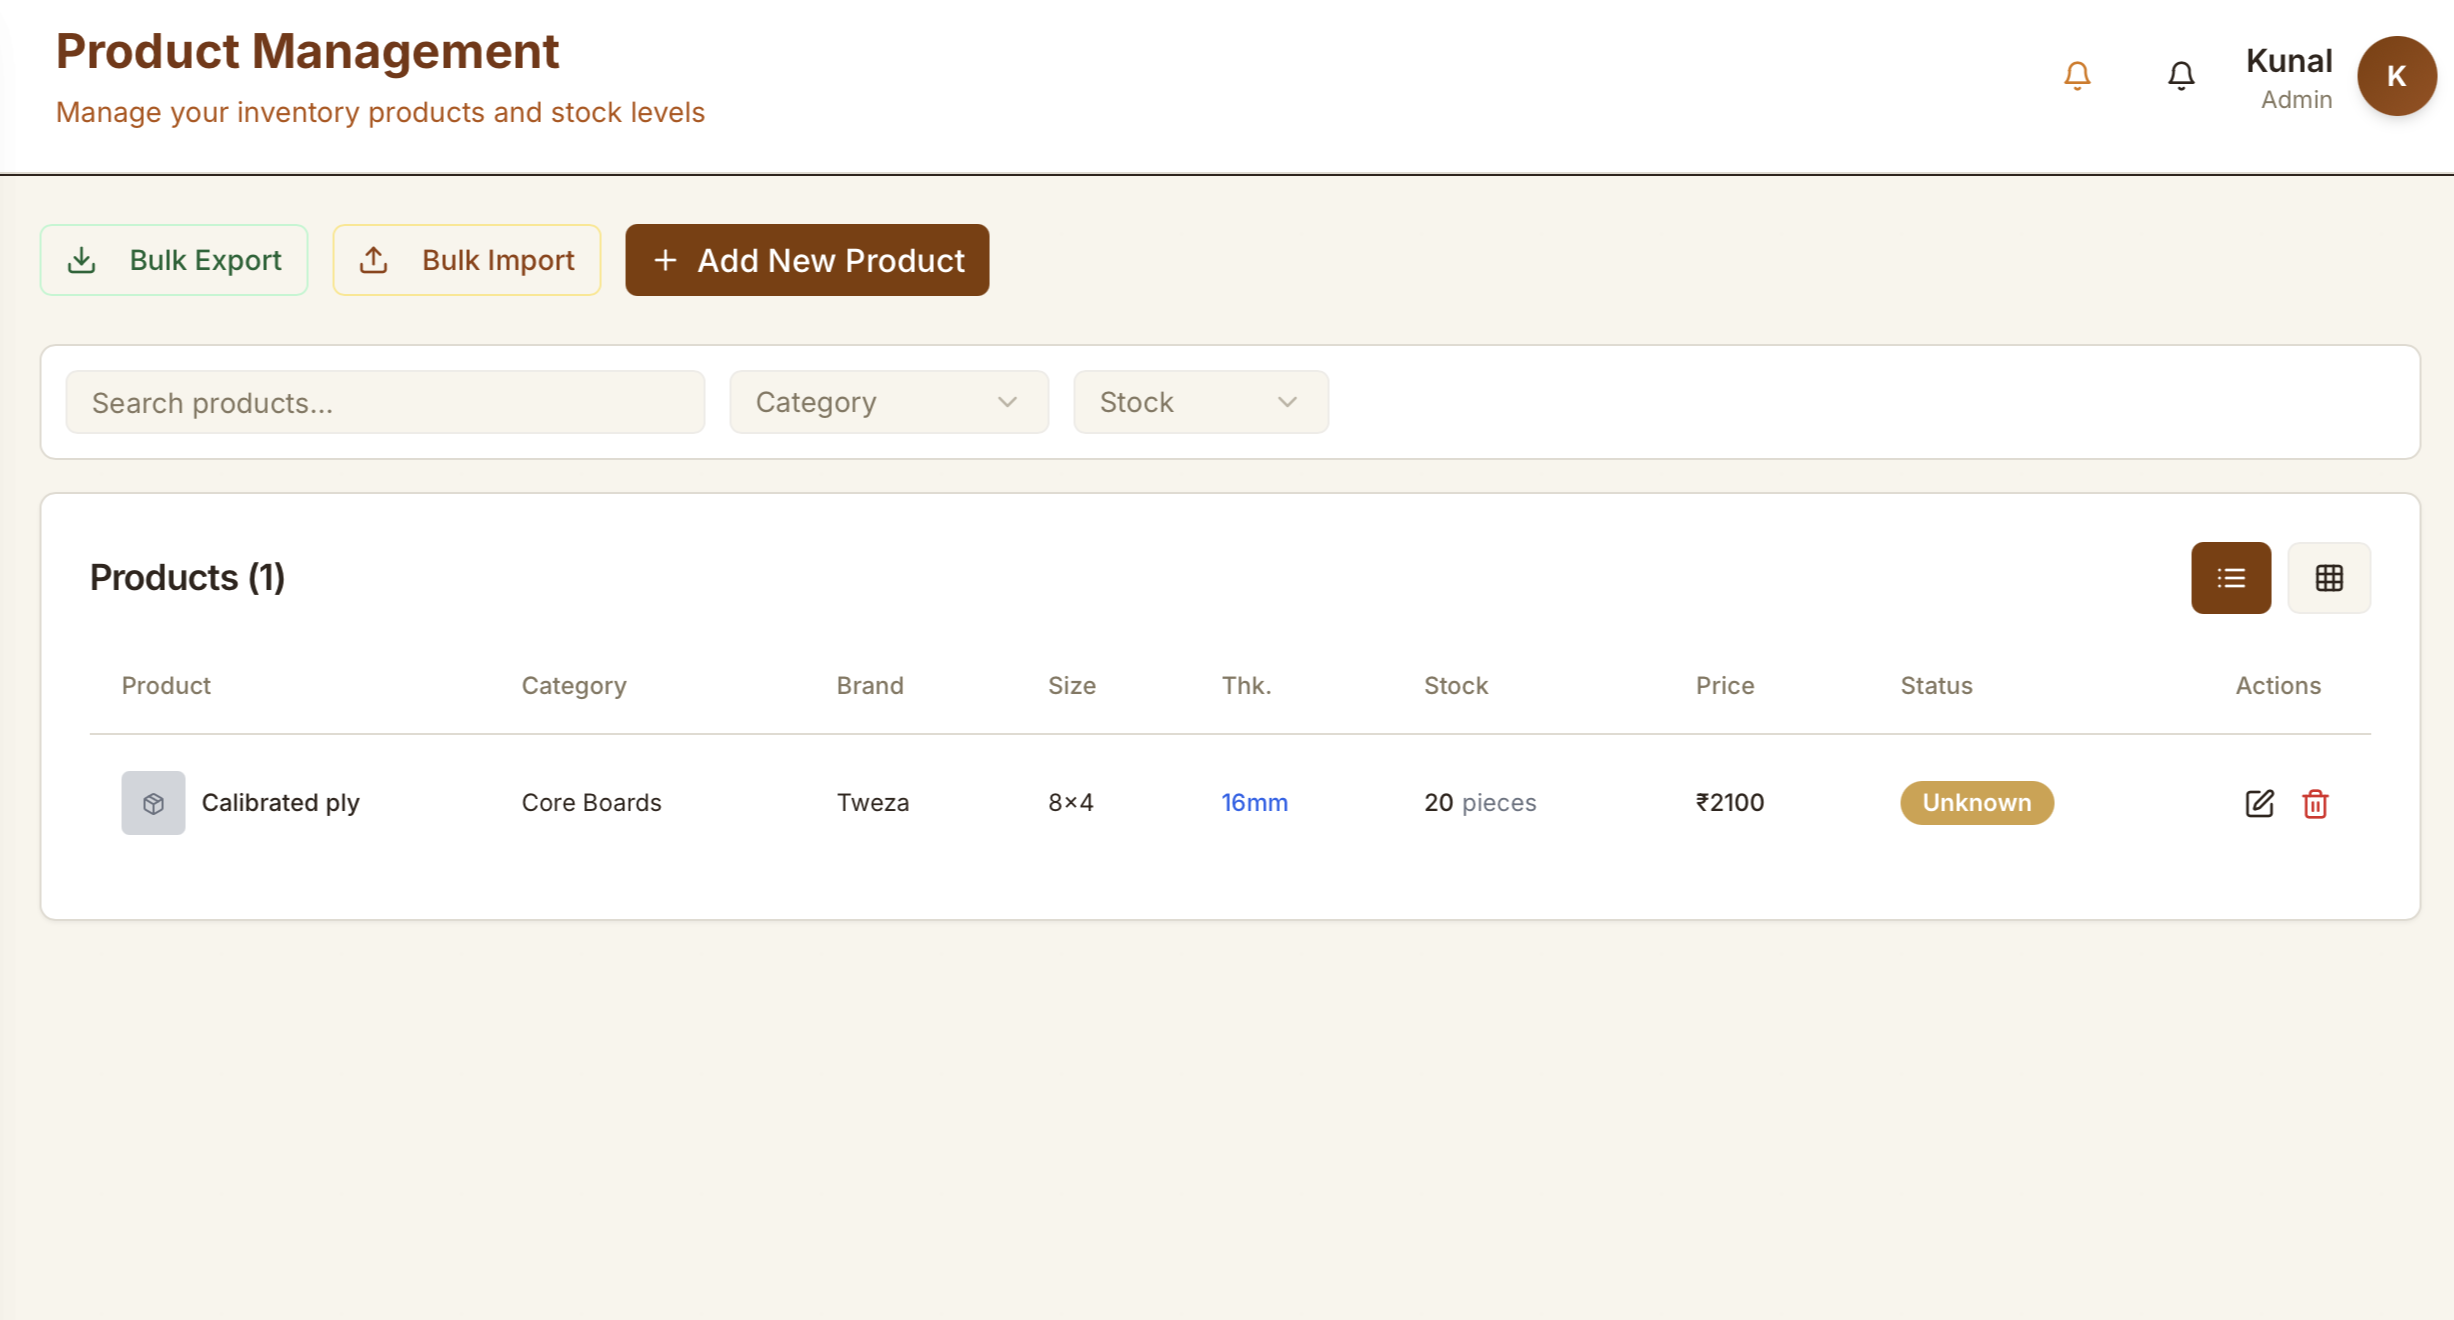 Product Management
Manage your inventory products and stock levels
Kunal
Admin
K
Bulk Export
Bulk Import
+ Add New Product
Search products...
Category
Stock
Products (1)
Product Category Brand Size Thk. Stock Price Status Actions
Calibrated ply Core Boards Tweza 8×4 16mm 20 pieces ₹2100 Unknown